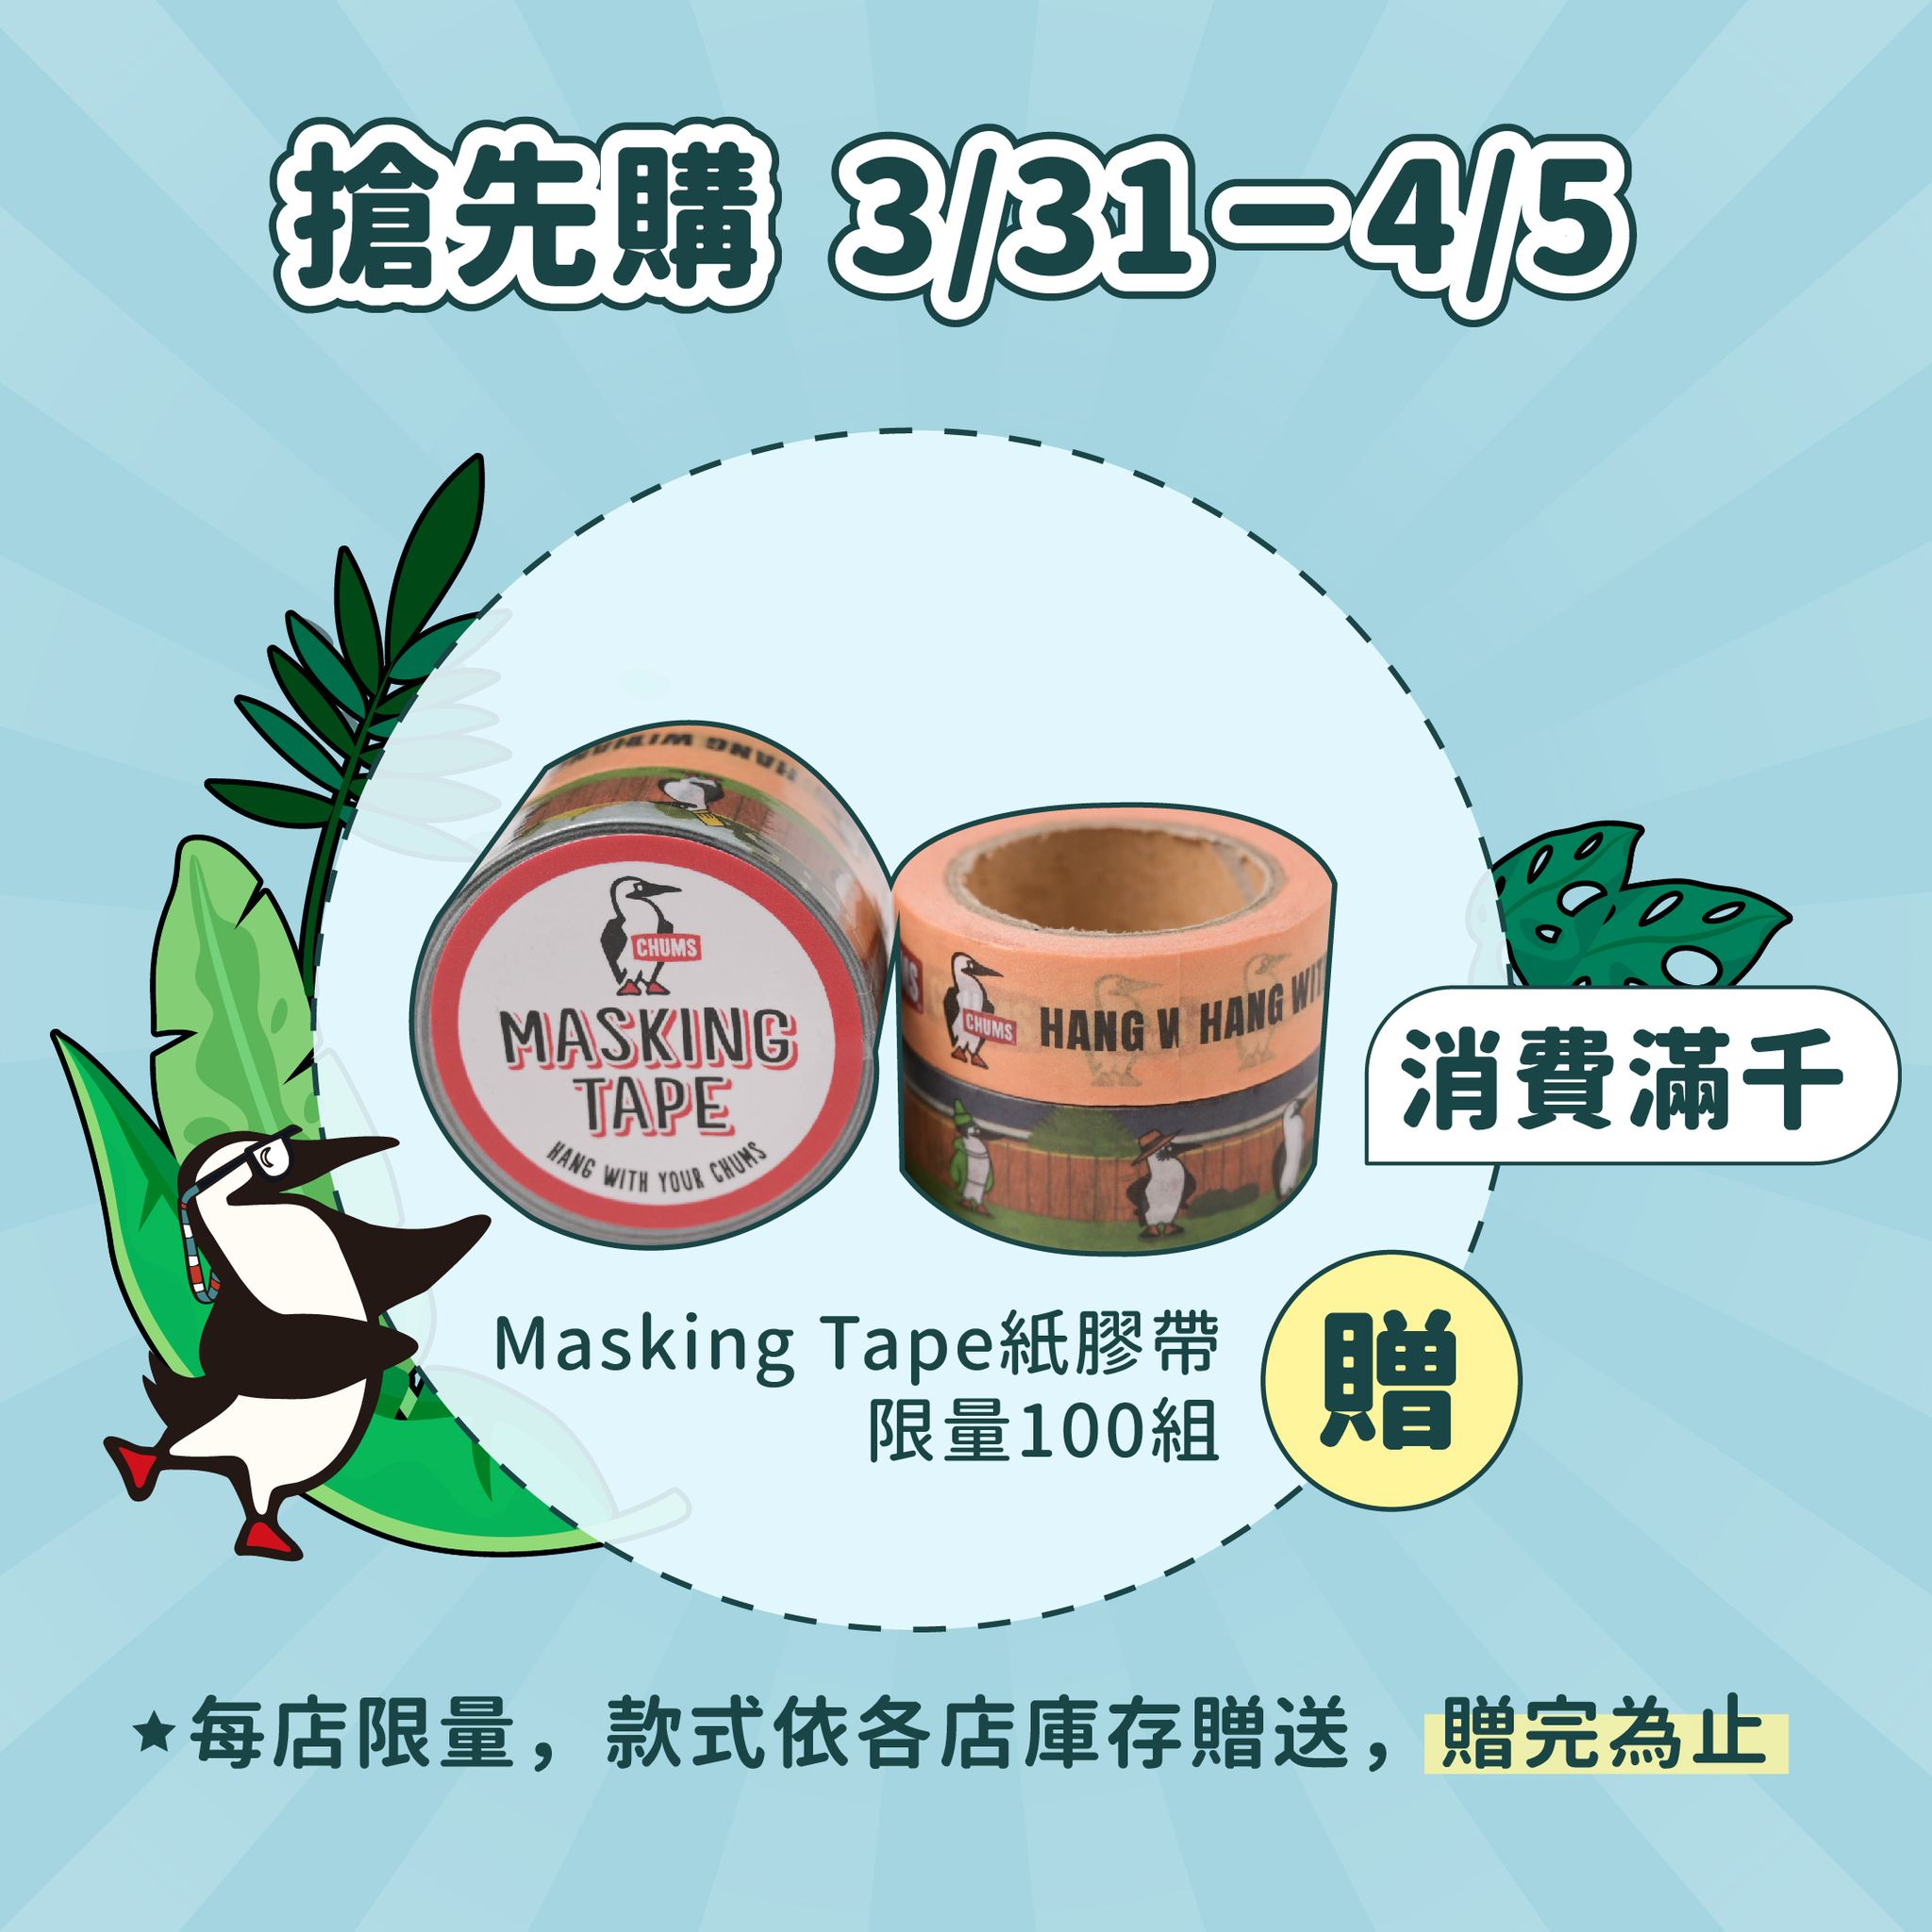 搶先購 3/31－4/5
CHUMS
MASKING
TAPE
HANG WITH YOUR CHUMS
CHUMS
HANG W HANG WIT
消費滿千
Masking Tape紙膠帶
限量100組
贈
★每店限量，款式依各店庫存贈送，贈完為止